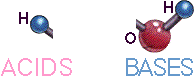 H H
O
ACIDS BASES